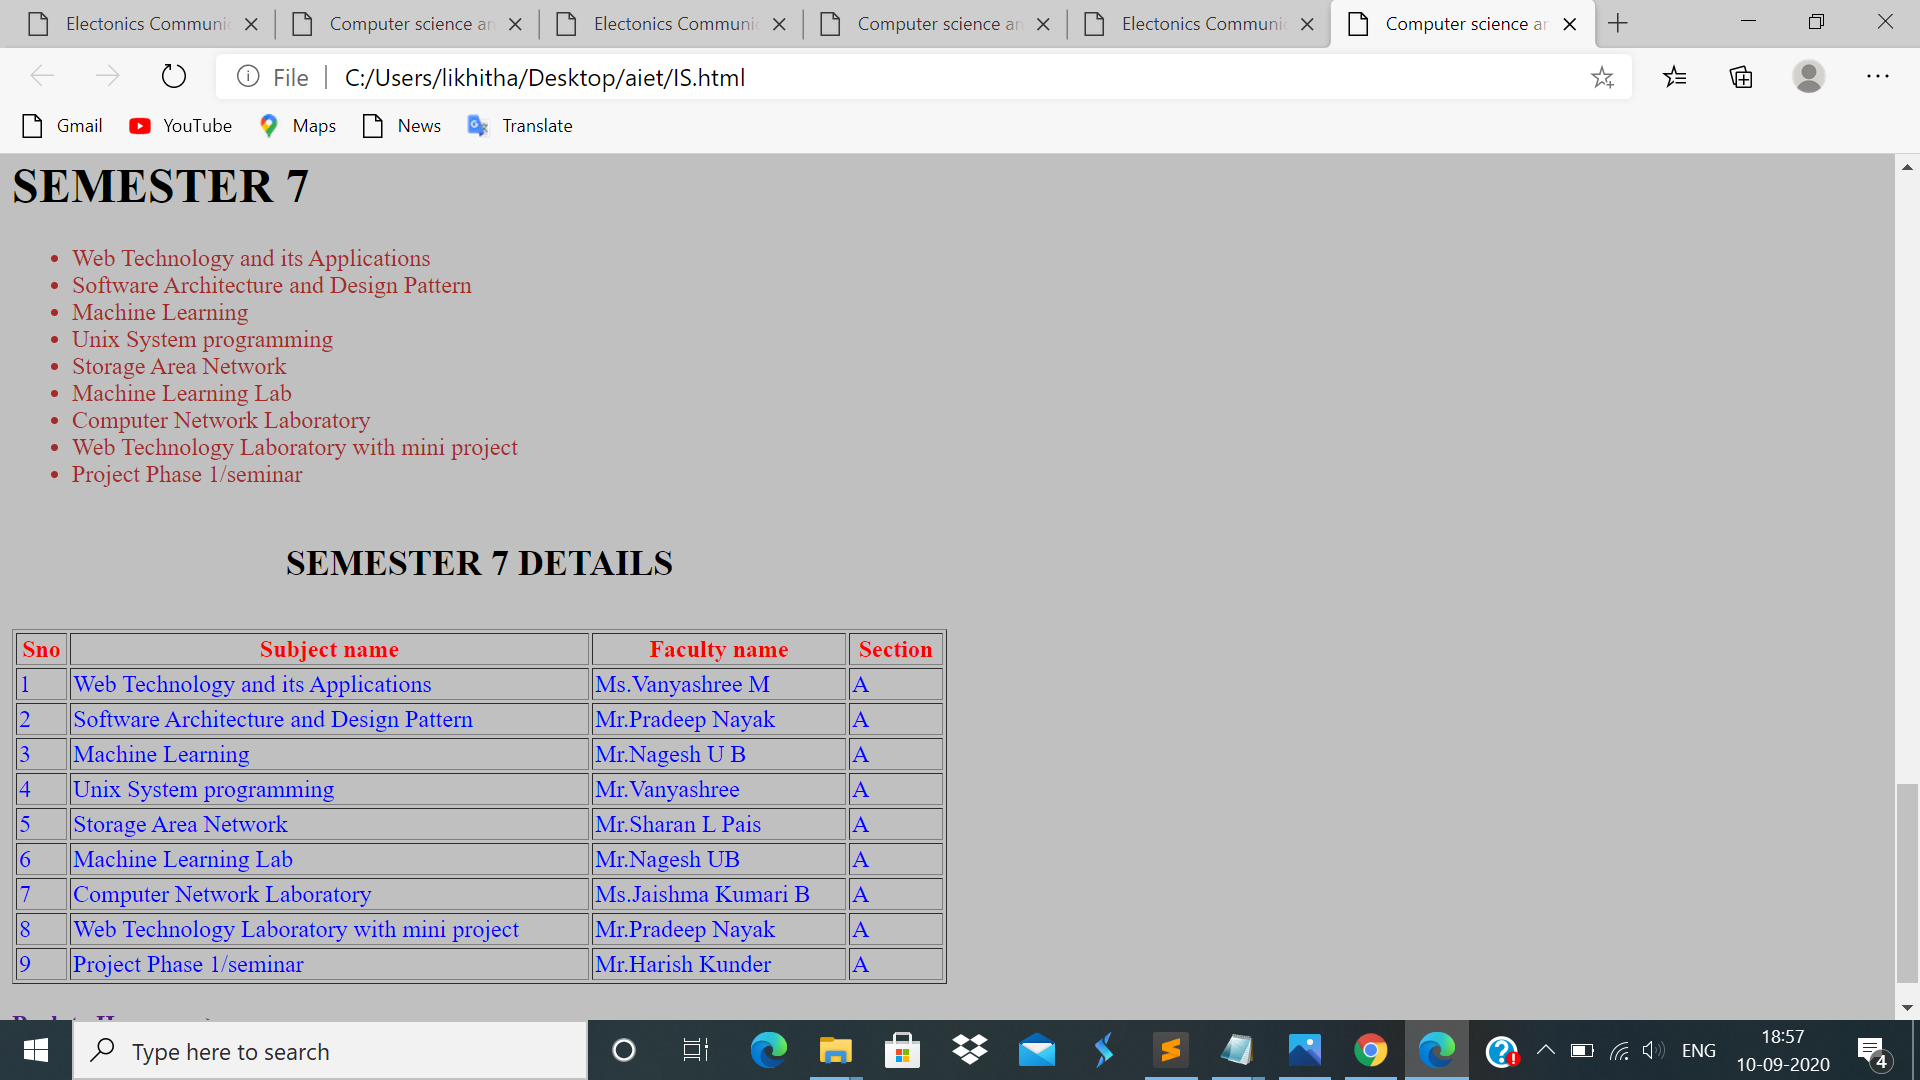 Electonics Communi
Computer science an
Electonics Communi
Computer science an
Electonics Communi
Computer science ar
File
C:/Users/likhitha/Desktop/aiet/IS.html
Gmail YouTube Maps News Translate
SEMESTER 7
• Web Technology and its Applications
• Software Architecture and Design Pattern
• Machine Learning
• Unix System programming
• Storage Area Network
• Machine Learning Lab
• Computer Network Laboratory
• Web Technology Laboratory with mini project
• Project Phase 1/seminar
SEMESTER 7 DETAILS
Sno Subject name Faculty name Section
1 Web Technology and its Applications Ms.Vanyashree M A
2 Software Architecture and Design Pattern Mr.Pradeep Nayak A
3 Machine Learning Mr.Nagesh U B A
4 Unix System programming Mr.Vanyashree A
5 Storage Area Network Mr.Sharan L Pais A
6 Machine Learning Lab Mr.Nagesh UB A
7 Computer Network Laboratory Ms.Jaishma Kumari B A
8 Web Technology Laboratory with mini project Mr.Pradeep Nayak A
9 Project Phase 1/seminar Mr.Harish Kunder A
Type here to search
ENG
18:57
10-09-2020
4